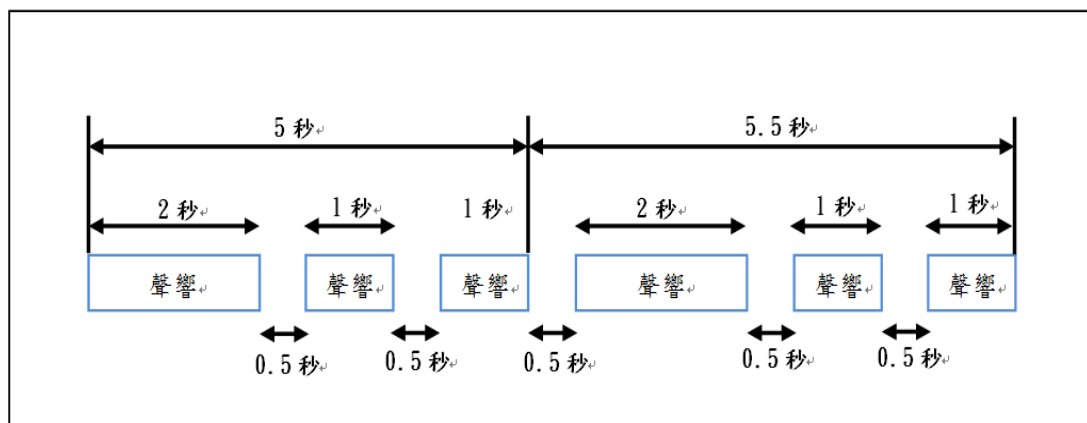 5 秒 5.5 秒
2 秒 1 秒 1 秒 2 秒 1 秒 1 秒
聲響 聲響 聲響 聲響 聲響 聲響
0.5 秒 0.5 秒 0.5 秒 0.5 秒 0.5 秒